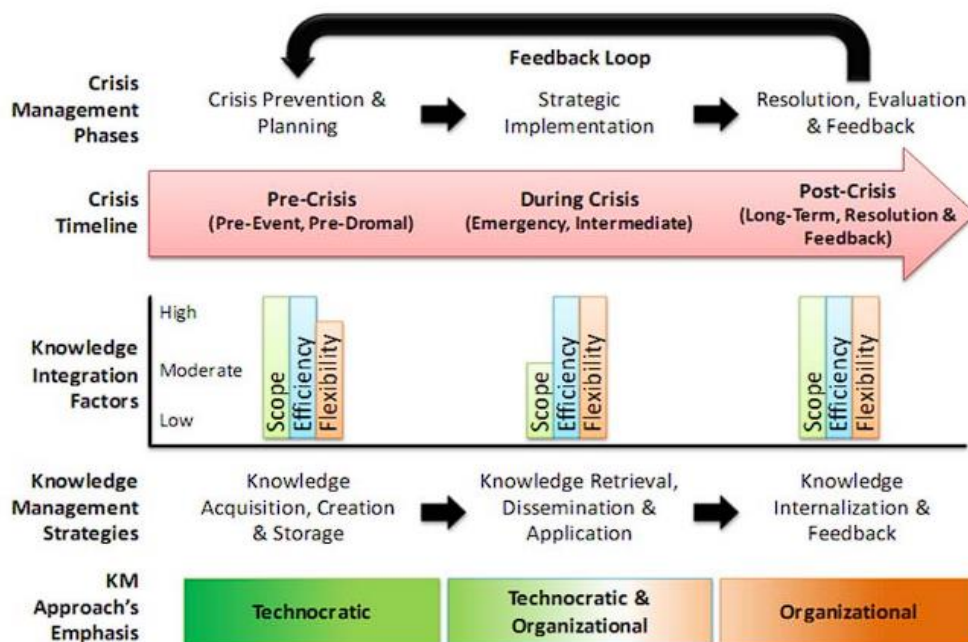 Feedback Loop
Crisis
Management
Phases
Crisis Prevention &
Planning
Strategic
Implementation
Resolution, Evaluation
& Feedback
Crisis
Timeline
Pre-Crisis
(Pre-Event, Pre-Dromal)
During Crisis
(Emergency, Intermediate)
Post-Crisis
(Long-Term, Resolution &
Feedback)
Knowledge
Integration
Factors
High
Moderate
Low
Scope
Efficiency
Flexibility
Scope
Efficiency
Flexibility
Scope
Efficiency
Flexibility
Knowledge
Management
Strategies
Knowledge
Acquisition, Creation
& Storage
Knowledge Retrieval,
Dissemination &
Application
Knowledge
Internalization &
Feedback
KM
Approach's
Emphasis
Technocratic
Technocratic &
Organizational
Organizational